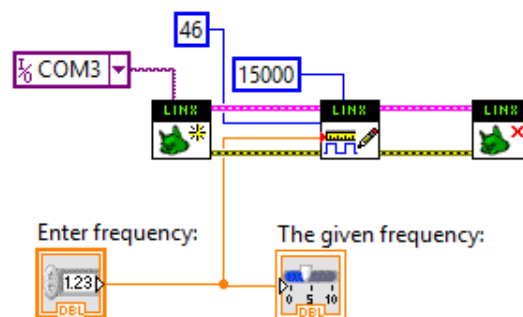 46
I/O COM3
15000
LINX LINX LINX
Enter frequency:
The given frequency:
1.23
DBL
0 5 10
DBL